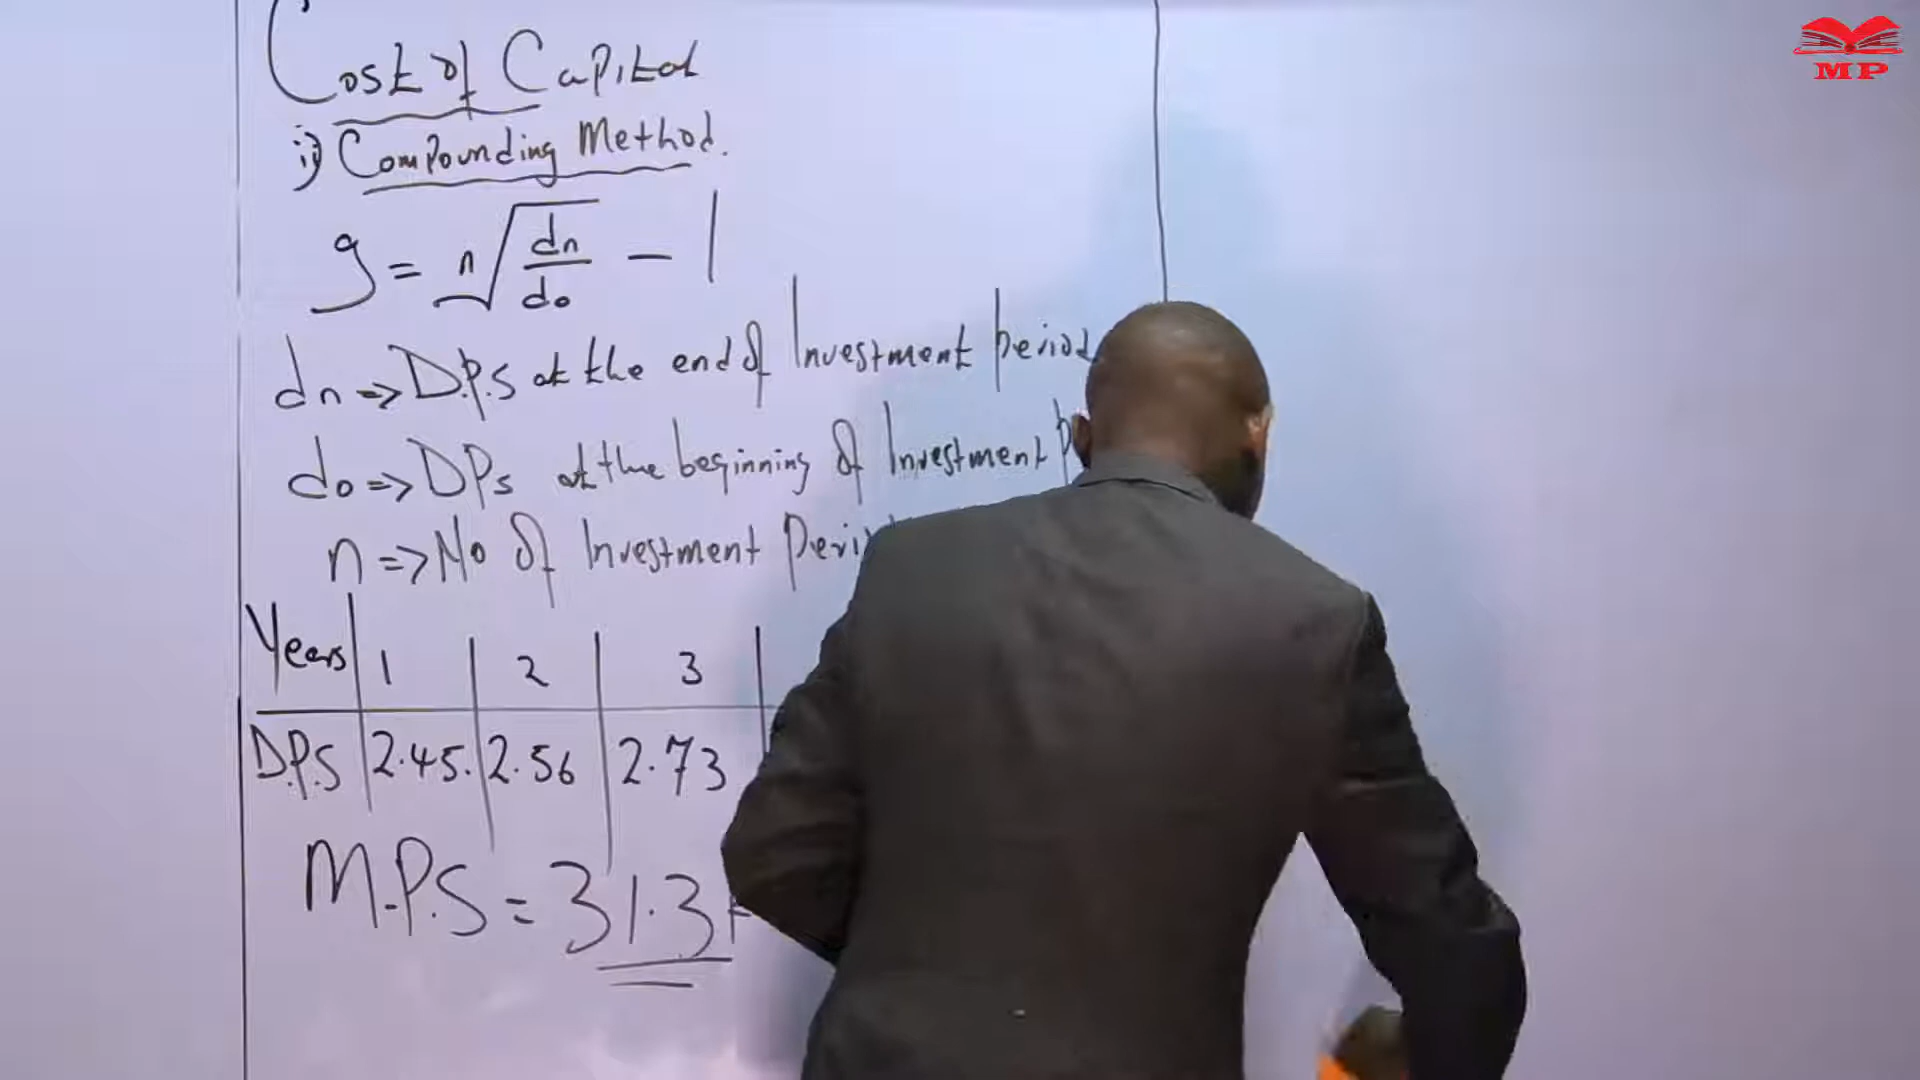 MP
Cost of Capital
ii) Compounding Method.
g = n√dn/do - 1
dn => D.P.S at the end of Investment period
do => DPs at the beginning of Investment
n => No of Investment
Years | 1 | 2 | 3 |
D.P.S | 2.45. | 2.56 | 2.73
M.P.S = 31.3